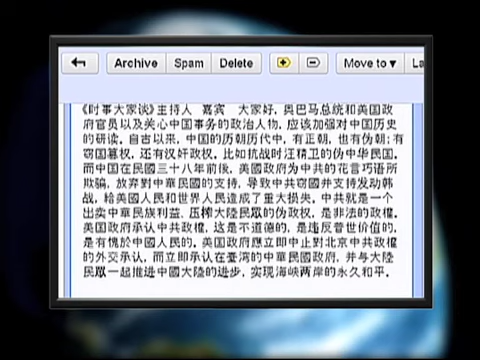 Archive Spam Delete Move to ▾ La
《时事大家谈》主持人 嘉宾 大家好, 奥巴马总统和美国政
府官员以及关心中国事务的政治人物, 应该加强对中国历史
的研读。自古以来, 中国的历朝历代中, 有正朝, 也有伪朝; 有
窃国篡权, 还有汉奸政权。比如抗战时汪精卫的伪中华民国。
而中国在民國三十八年前後, 美國政府为中共的花言巧语所
欺骗, 放弃對中華民國的支持, 导致中共窃國并支持发动韩
战, 給美國人民和世界人民造成了重大损失。中共就是一个
出卖中華民族利益、压榨大陸民眾的伪政权, 是非法的政權。
美国政府承认中共政權, 这是不道德的, 是违反普世价值的,
是有愧於中國人民的。美国政府應立即中止對北京中共政權
的外交承认, 而立即承认在臺湾的中華民國政府, 并与大陸
民眾一起推进中國大陸的进步, 实现海峡两岸的永久和平。